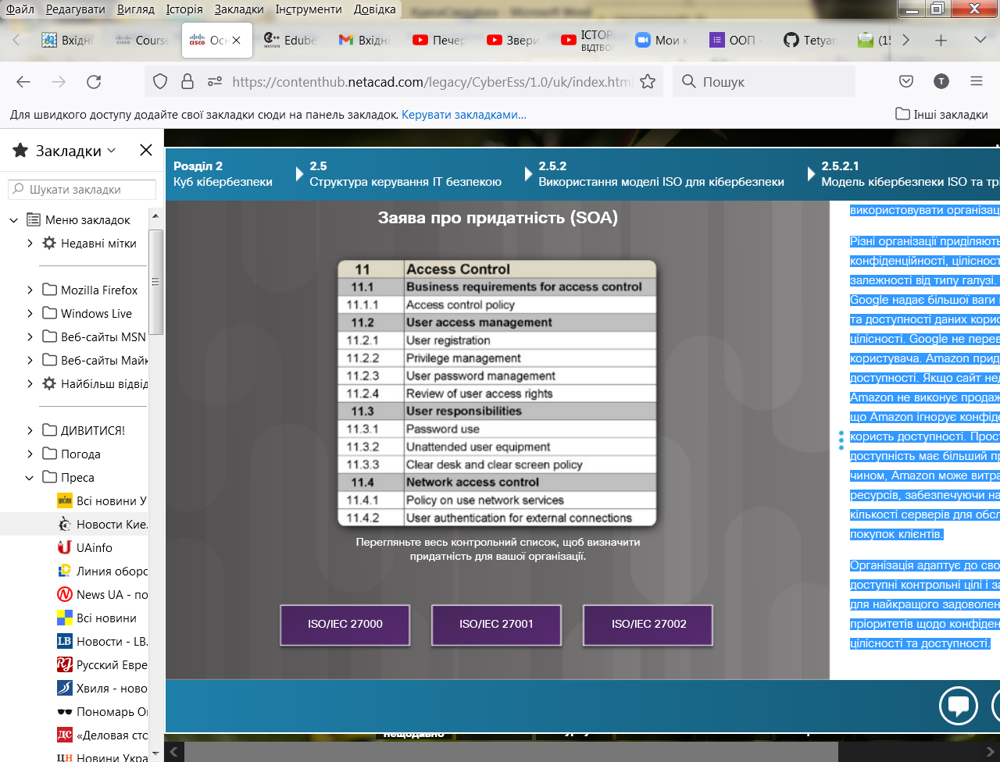 Файл Редагувати Вигляд Історія Закладки Інструменти Довідка
Вхідні Course Осн Edube Вхідні Печер Звери ІСТОР Мои к ООП - Tetyan (15
ВІДТВОР
https://contenthub.netacad.com/legacy/CyberEss/1.0/uk/index.html
Пошук
T
Для швидкого доступу додайте свої закладки сюди на панель закладок. Керувати закладками...
Інші закладки
Закладки
Шукати закладки
Меню закладок
Недавні мітки
Mozilla Firefox
Windows Live
Веб-сайты MSN
Веб-сайты Майк
Найбільш відвід
ДИВИТИСЯ!
Погода
Преса
Всі новини У
Новости Кие.
UAinfo
Линия оборо
News UA - по
Всі новини
Новости - LB.
Русский Евре
Хвиля - ново
Пономарь О
«Деловая сто
Новини Укра
Розділ 2
Куб кібербезпеки
2.5
Структура керування ІТ безпекою
2.5.2
Використання моделі ISO для кібербезпеки
2.5.2.1
Модель кібербезпеки ISO та трі
Заява про придатність (SOA)
11 Access Control
11.1 Business requirements for access control
11.1.1 Access control policy
11.2 User access management
11.2.1 User registration
11.2.2 Privilege management
11.2.3 User password management
11.2.4 Review of user access rights
11.3 User responsibilities
11.3.1 Password use
11.3.2 Unattended user equipment
11.3.3 Clear desk and clear screen policy
11.4 Network access control
11.4.1 Policy on use network services
11.4.2 User authentication for external connections
Перегляньте весь контрольний список, щоб визначити
придатність для вашої організації.
ISO/IEC 27000
ISO/IEC 27001
ISO/IEC 27002
використовувати організац
Різні організації приділяють
конфіденційності, цілісност
залежності від типу галузі.
Google надає більшої ваги
та доступності даних корис
цілісності. Google не перев
користувача. Amazon прид
доступності. Якщо сайт нед
Amazon не виконує продаж
що Amazon ігнорує конфіде
користь доступності. Прост
доступність має більший п
чином, Amazon може витра
ресурсів, забезпечуючи на
кількості серверів для обсл
покупок клієнтів.
Організація адаптує до сво
доступні контрольні цілі і за
для найкращого задоволен
пріоритетів щодо конфіден
цілісності та доступності.
нещодавно